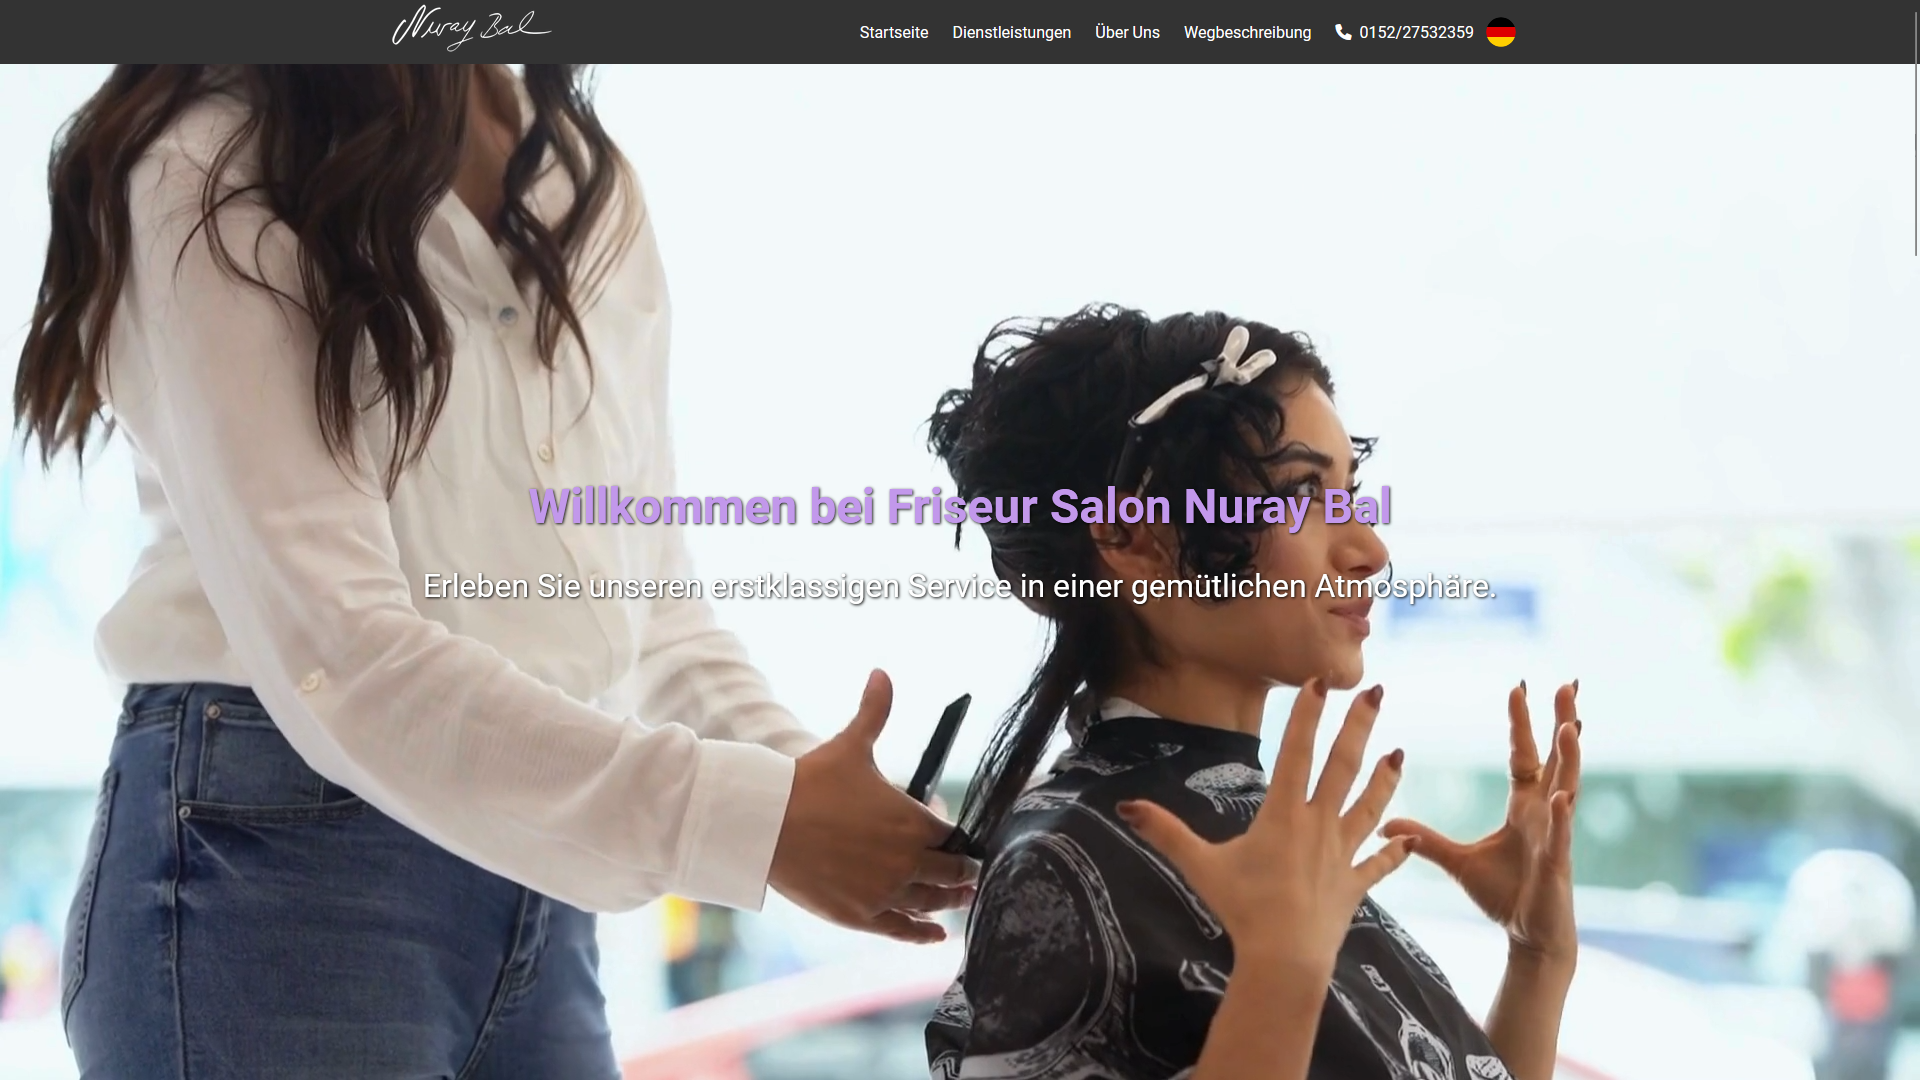 Nuray Bal
Startseite Dienstleistungen Über Uns Wegbeschreibung 0152/27532359
Willkommen bei Friseur Salon Nuray Bal
Erleben Sie unseren erstklassigen Service in einer gemütlichen Atmosphäre.